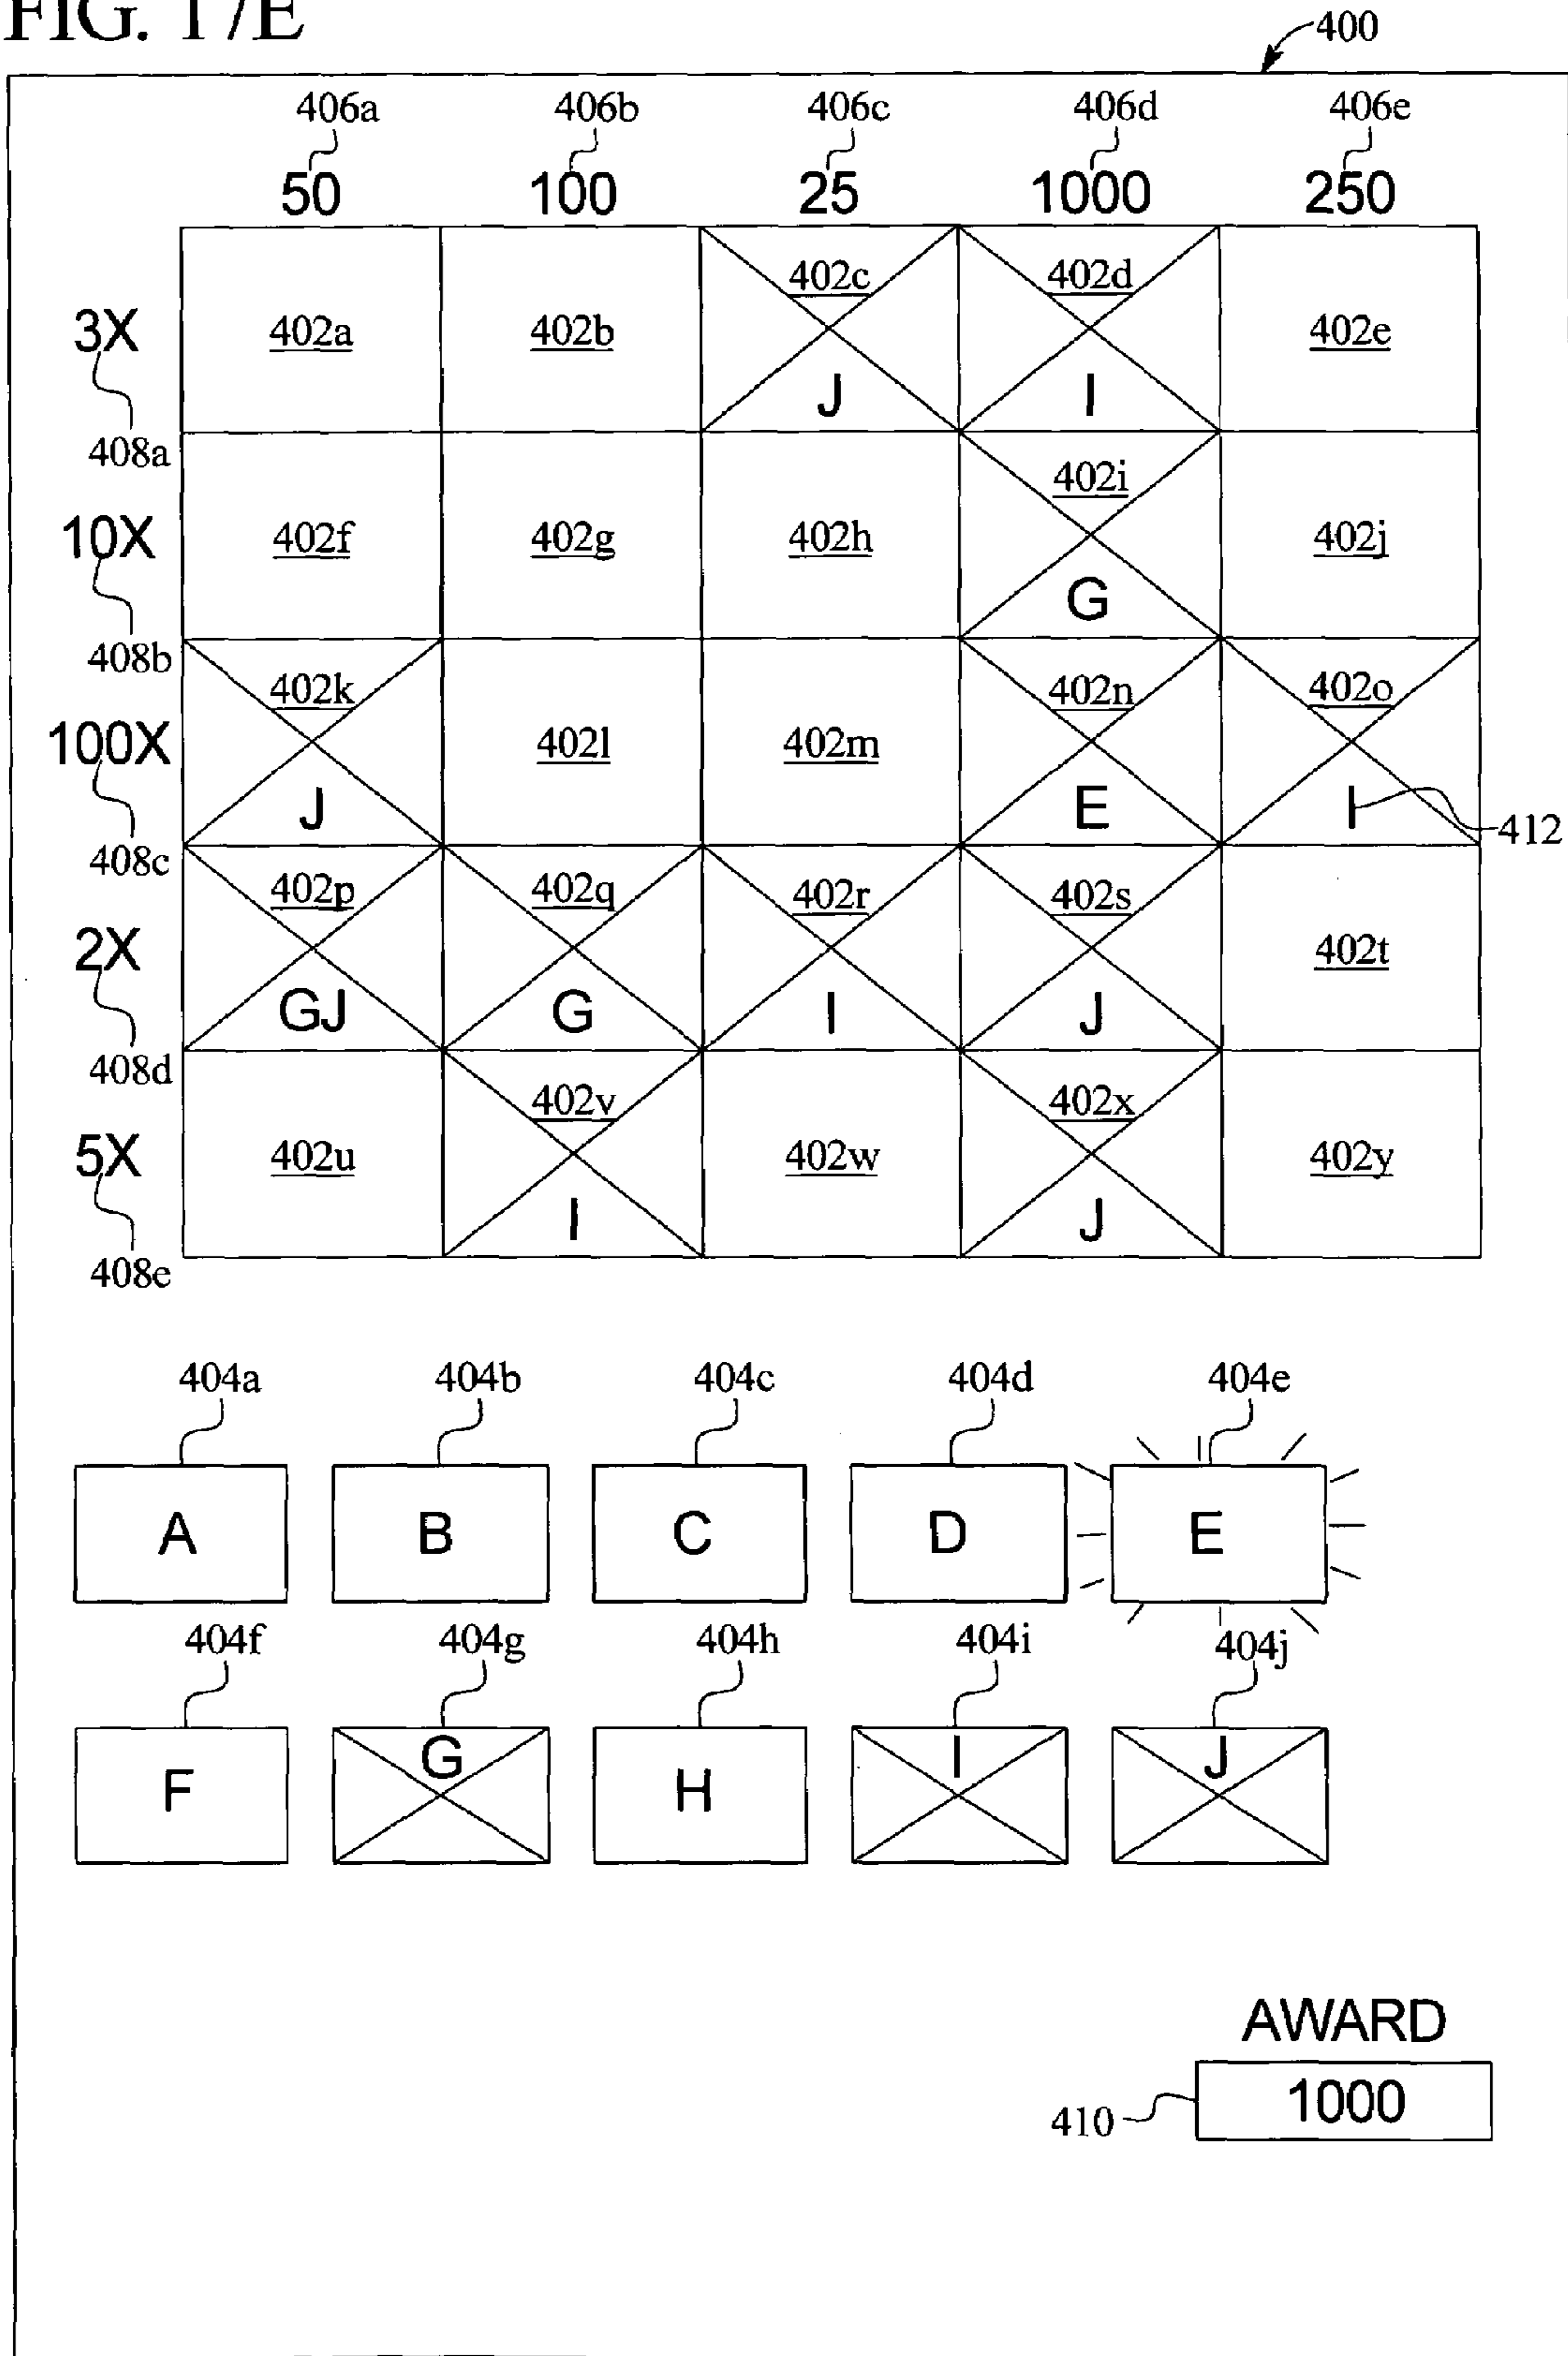 FIG. 17E
400
406a 406b 406c 406d 406e
50 100 25 1000 250
402c 402d
3X 402a 402b 402e
J I
408a
402i
10X 402f 402g 402h 402j
G
408b
402k 402n 402o
100X 402l 402m
J E I 412
408c
402p 402q 402r 402s
2X 402t
GJ G I J
408d
402v 402x
5X 402u 402w 402y
I J
408e
404a 404b 404c 404d 404e
A B C D E
404f 404g 404h 404i 404j
G I J
F H
AWARD
410 1000